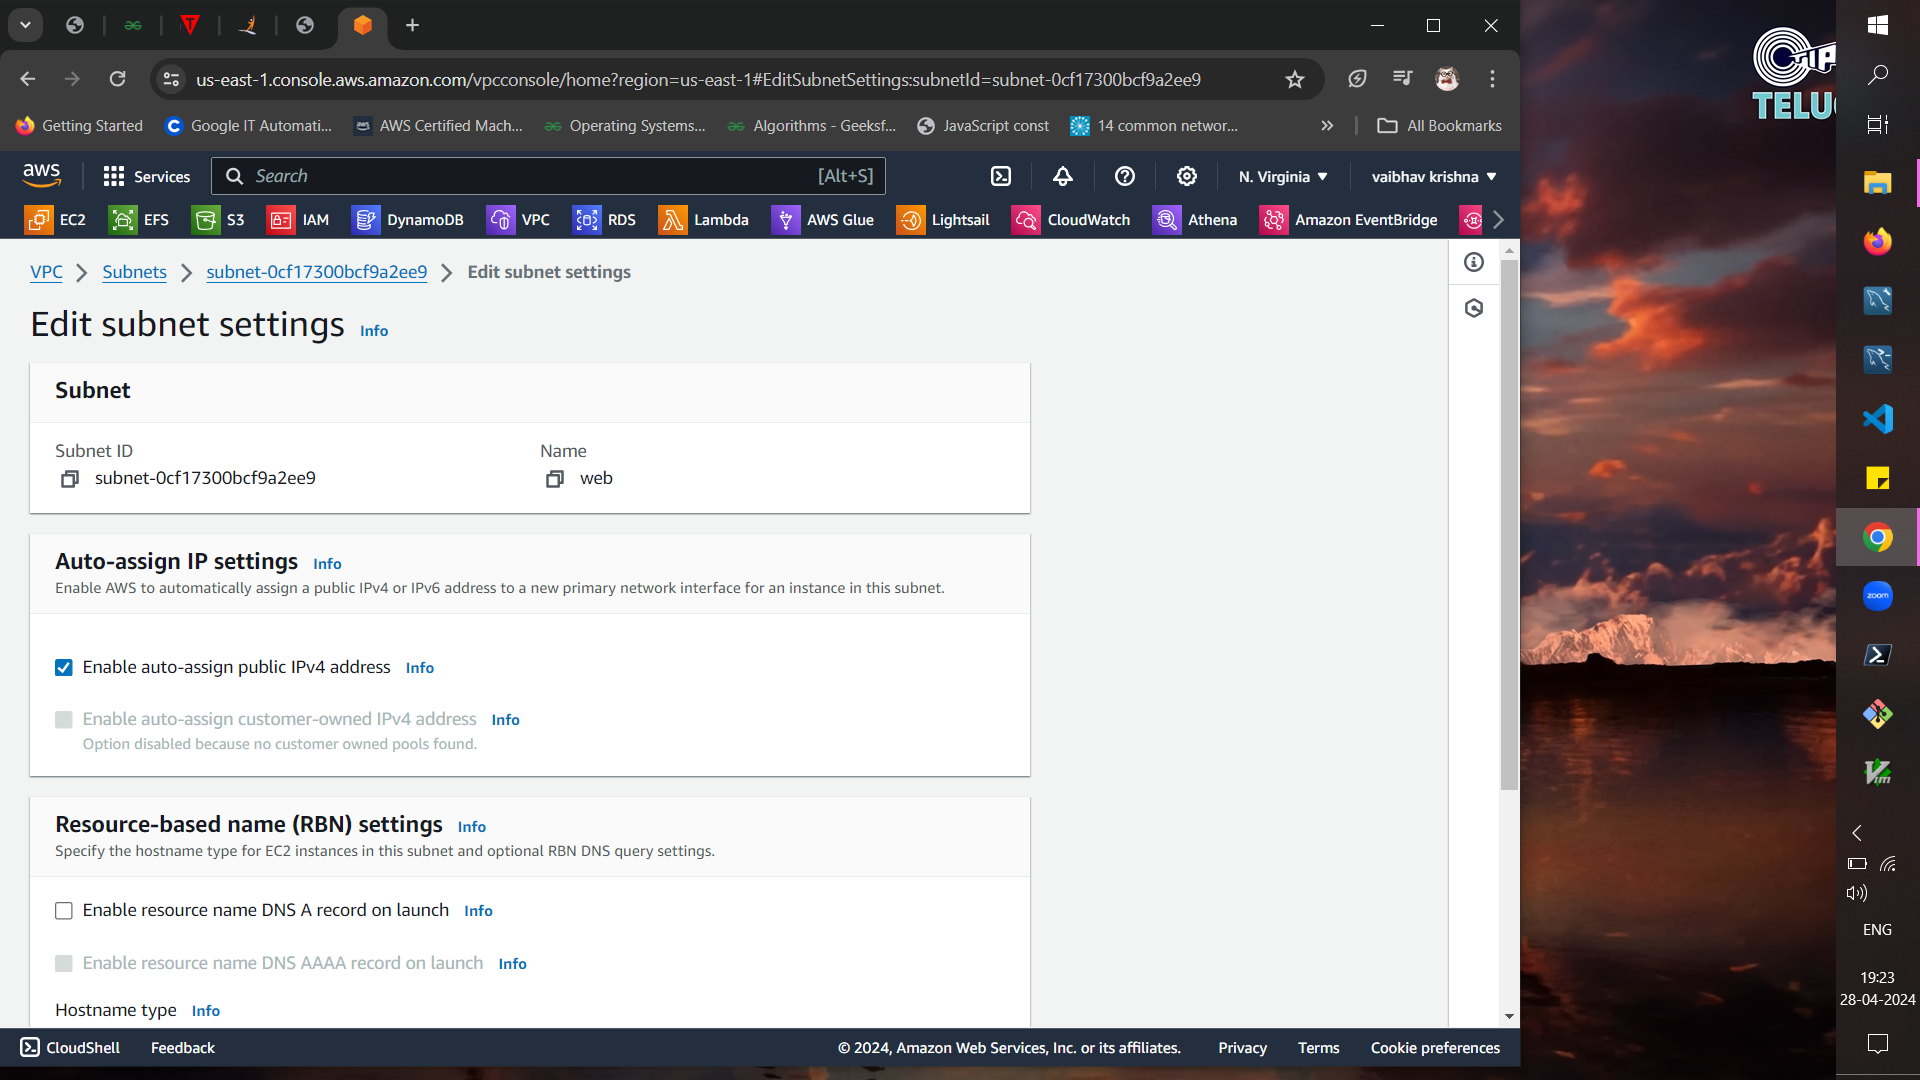 us-east-1.console.aws.amazon.com/vpcconsole/home?region=us-east-1#EditSubnetSettings:subnetId=subnet-0cf17300bcf9a2ee9
Getting Started
Google IT Automati...
AWS Certified Mach...
Operating Systems...
Algorithms - Geeksf...
JavaScript const
14 common networ...
All Bookmarks
aws
Services
Search
[Alt+S]
N. Virginia
vaibhav krishna
EC2
EFS
S3
IAM
DynamoDB
VPC
RDS
Lambda
AWS Glue
Lightsail
CloudWatch
Athena
Amazon EventBridge
VPC
Subnets
subnet-0cf17300bcf9a2ee9
Edit subnet settings
Edit subnet settings Info
Subnet
Subnet ID
subnet-0cf17300bcf9a2ee9
Name
web
Auto-assign IP settings Info
Enable AWS to automatically assign a public IPv4 or IPv6 address to a new primary network interface for an instance in this subnet.
Enable auto-assign public IPv4 address Info
Enable auto-assign customer-owned IPv4 address Info
Option disabled because no customer owned pools found.
Resource-based name (RBN) settings Info
Specify the hostname type for EC2 instances in this subnet and optional RBN DNS query settings.
Enable resource name DNS A record on launch Info
Enable resource name DNS AAAA record on launch Info
Hostname type Info
CloudShell
Feedback
© 2024, Amazon Web Services, Inc. or its affiliates.
Privacy
Terms
Cookie preferences
zoom
Vim
ENG
19:23
28-04-2024